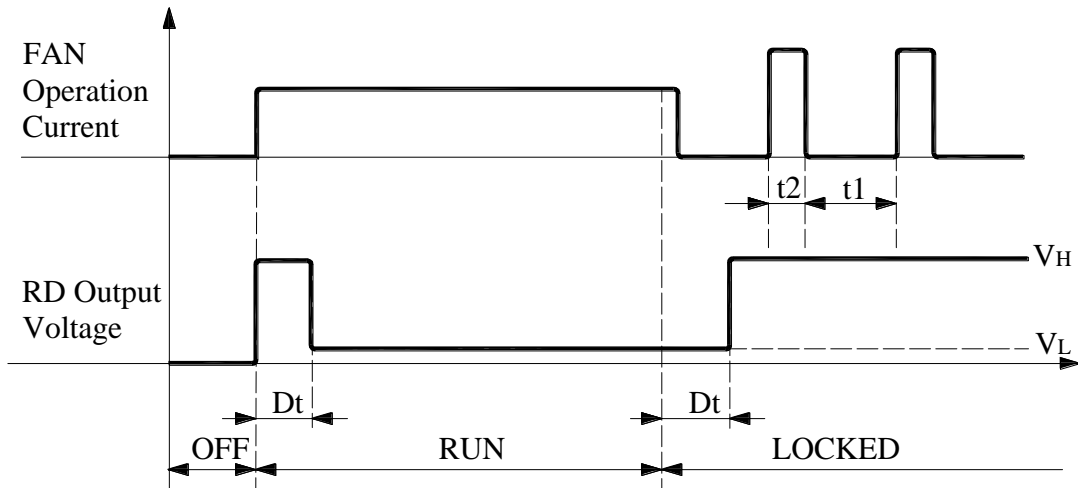 FAN
Operation
Current
t2
t1
RD Output
Voltage
VH
VL
Dt
Dt
OFF
RUN
LOCKED